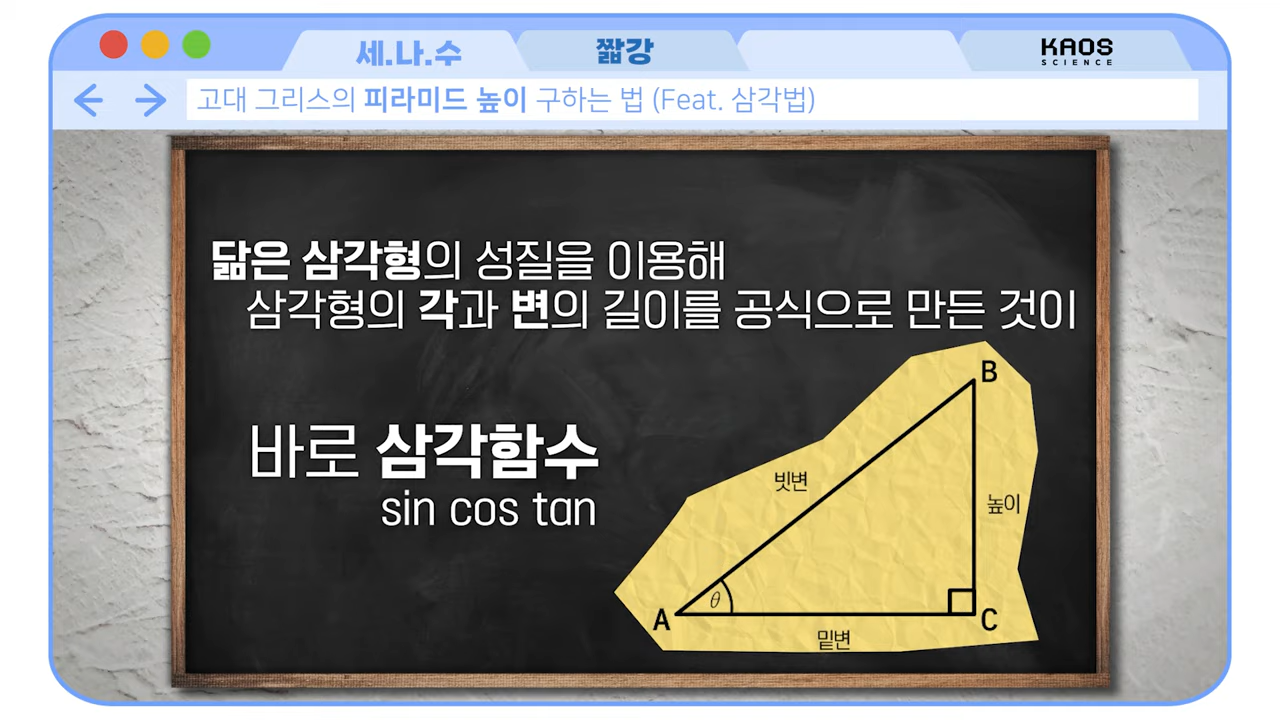 세.나.수
짧강
KAOS
SCIENCE
고대 그리스의 피라미드 높이 구하는 법 (Feat. 삼각법)
닮은 삼각형의 성질을 이용해
삼각형의 각과 변의 길이를 공식으로 만든 것이
바로 삼각함수
sin cos tan
B
빗변
높이
θ
A
C
밑변